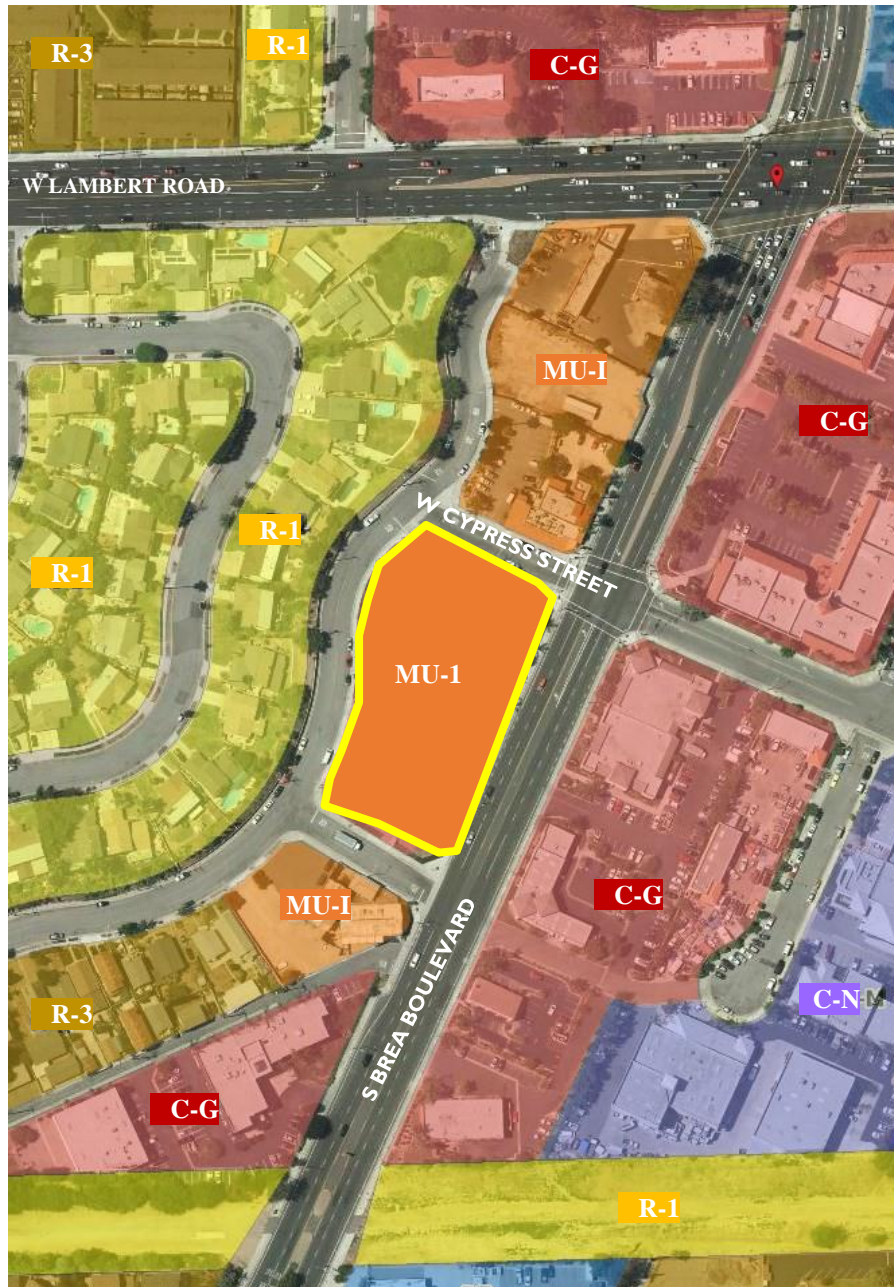 R-3
R-1
C-G
W LAMBERT ROAD
MU-I
C-G
W CYPRESS STREET
R-1
R-1
MU-1
C-G
MU-I
S BREA BOULEVARD
C-N
R-3
C-G
R-1